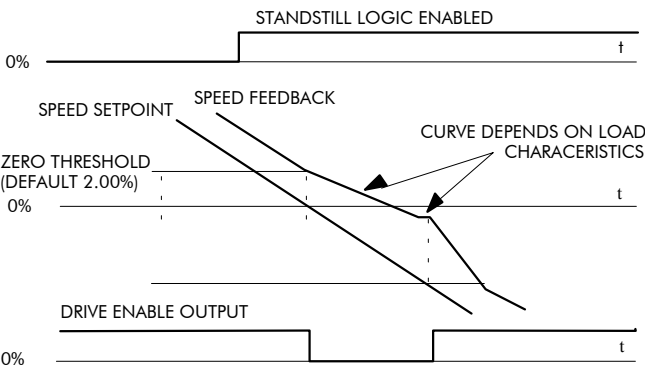 STANDSTILL LOGIC ENABLED
t
0%
SPEED FEEDBACK
SPEED SETPOINT
CURVE DEPENDS ON LOAD
CHARACERISTICS
ZERO THRESHOLD
(DEFAULT 2.00%)
t
0%
DRIVE ENABLE OUTPUT
t
0%